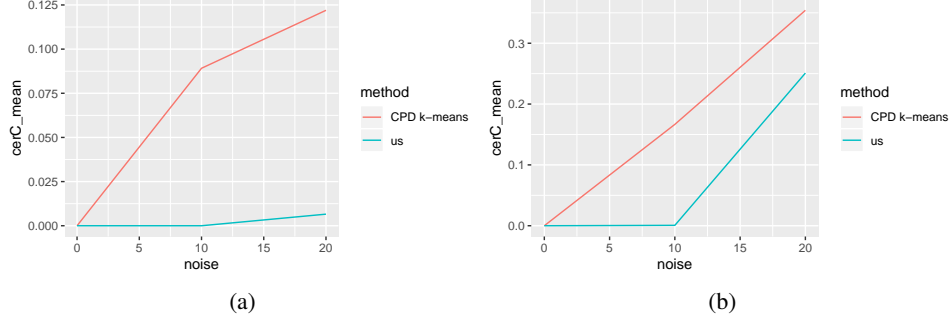 0.125
0.100
0.075
0.050
0.025
0.000
cerC_mean
0 5 10 15 20
noise
method
CPD k−means
us
(a)
0.3
0.2
0.1
0.0
cerC_mean
0 5 10 15 20
noise
method
CPD k−means
us
(b)